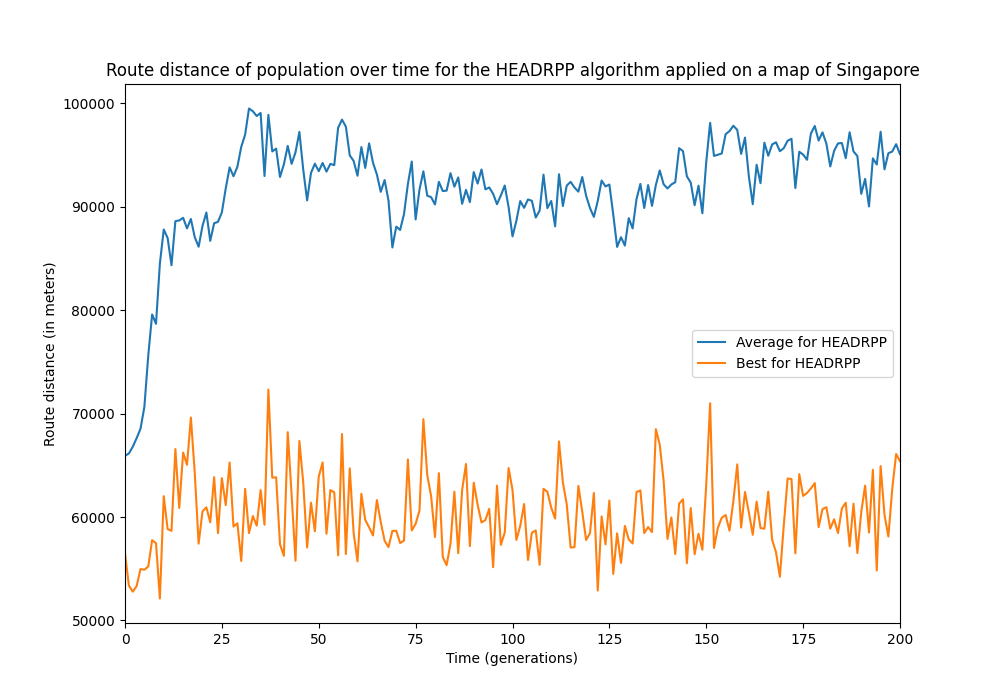 Route distance of population over time for the HEADRPP algorithm applied on a map of Singapore
100000
90000
80000
70000
60000
50000
Route distance (in meters)
Average for HEADRPP
Best for HEADRPP
0 25 50 75 100 125 150 175 200
Time (generations)